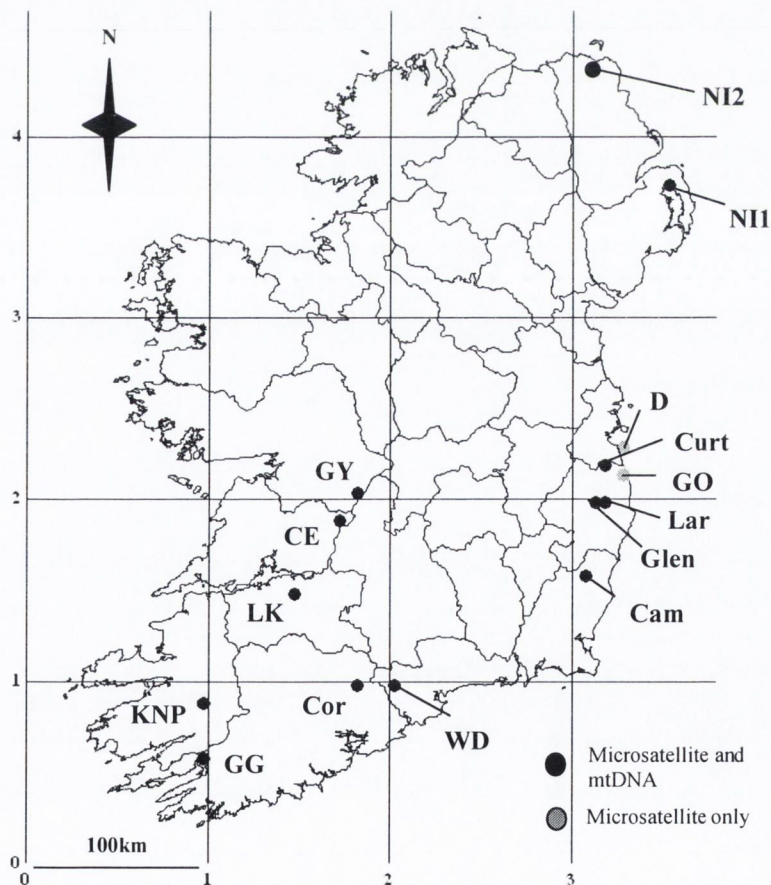 N
NI2
4
NI1
3
D
Curt
GY
GO
2
CE
Lar
Glen
LK
Cam
1
KNP
Cor
WD
GG
Microsatellite and
mtDNA
Microsatellite only
100km
0
0
1
2
3